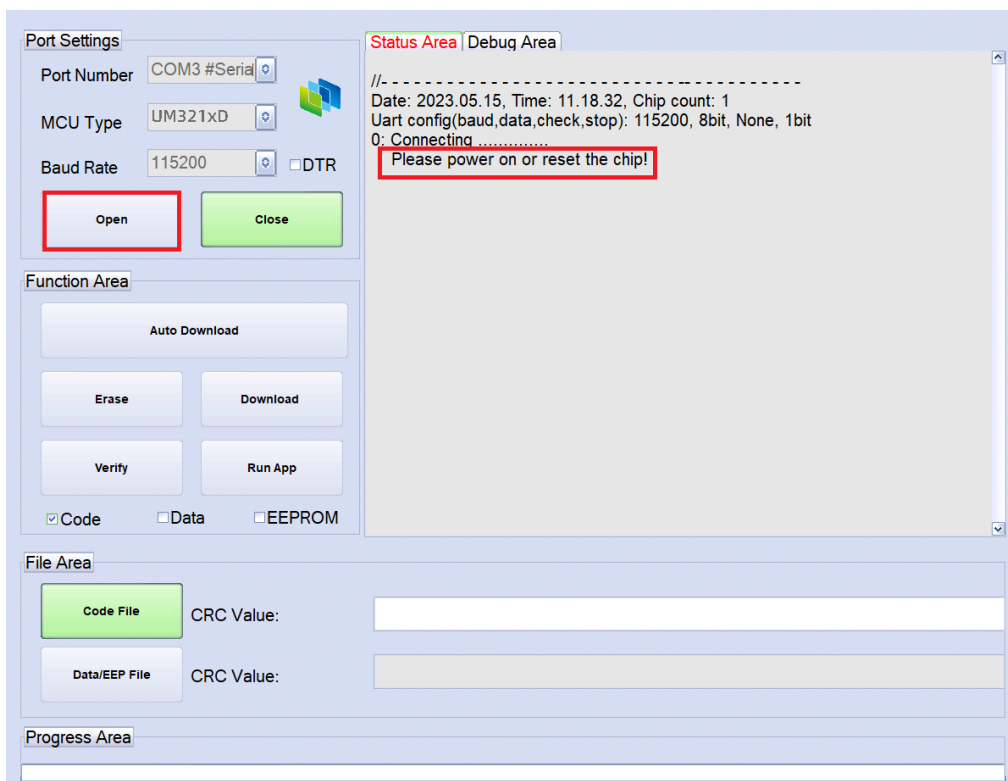 Port Settings
Port Number COM3 #Serial
MCU Type UM321xD
Baud Rate 115200 DTR
Open Close
Function Area
Auto Download
Erase Download
Verify Run App
Code Data EEPROM
Status Area Debug Area
//- - - - - - - - - - - - - - - - - - - - - - - - - - - - - -- - - - - - - - - - -
Date: 2023.05.15, Time: 11.18.32, Chip count: 1
Uart config(baud,data,check,stop): 115200, 8bit, None, 1bit
0: Connecting ..............
Please power on or reset the chip!
File Area
Code File CRC Value:
Data/EEP File CRC Value:
Progress Area